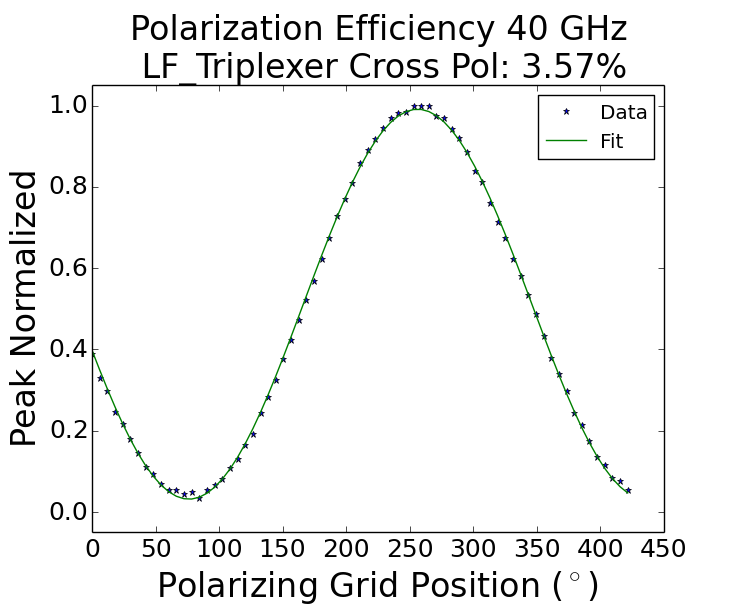 Polarization Efficiency 40 GHz
LF_Triplexer Cross Pol: 3.57%
Data
Fit
Peak Normalized
1.0
0.8
0.6
0.4
0.2
0.0
0 50 100 150 200 250 300 350 400 450
Polarizing Grid Position (°)